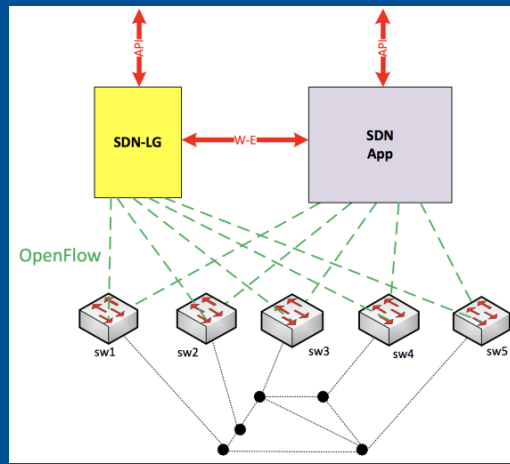 API
API
SDN-LG
W-E
SDN
App
OpenFlow
sw1
sw2
sw3
sw4
sw5